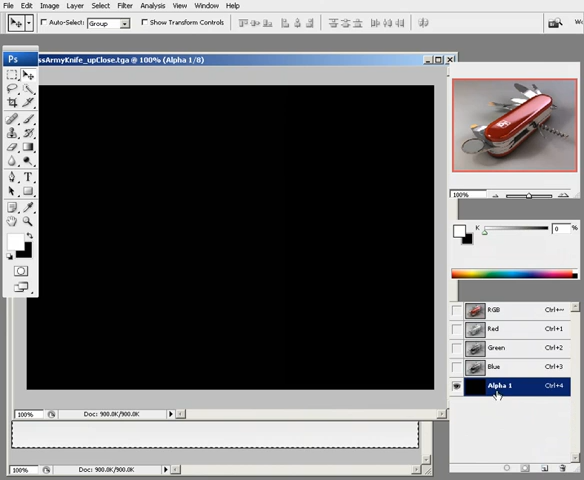 File Edit Image Layer Select Filter Analysis View Window Help
Auto-Select: Group Show Transform Controls
Ps
ssArmyKnife_upClose.tga @ 100% (Alpha 1/8)
100%
K 0 %
RGB Ctrl+~
Red Ctrl+1
Green Ctrl+2
Blue Ctrl+3
Alpha 1 Ctrl+4
100% Doc: 900.0K/900.0K
100% Doc: 900.0K/900.0K